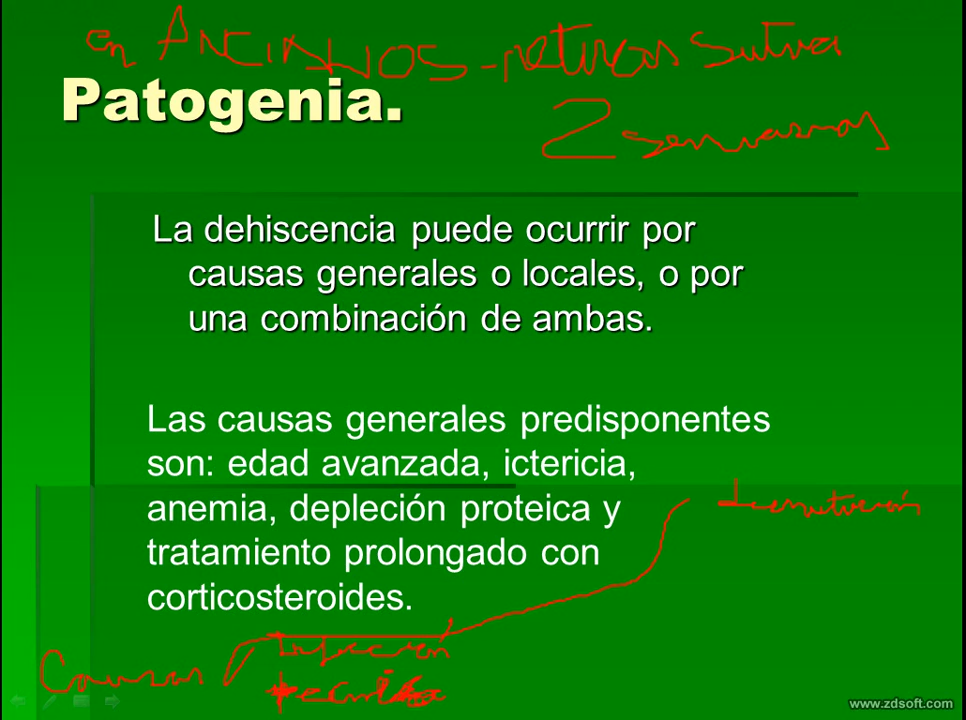 en ANCIANOS - retirar sutura
2 semanas
Patogenia.
La dehiscencia puede ocurrir por
causas generales o locales, o por
una combinación de ambas.
Las causas generales predisponentes
son: edad avanzada, ictericia,
anemia, depleción proteica y
tratamiento prolongado con
corticosteroides.
Causas
Infección
técnica
www.zdsoft.com